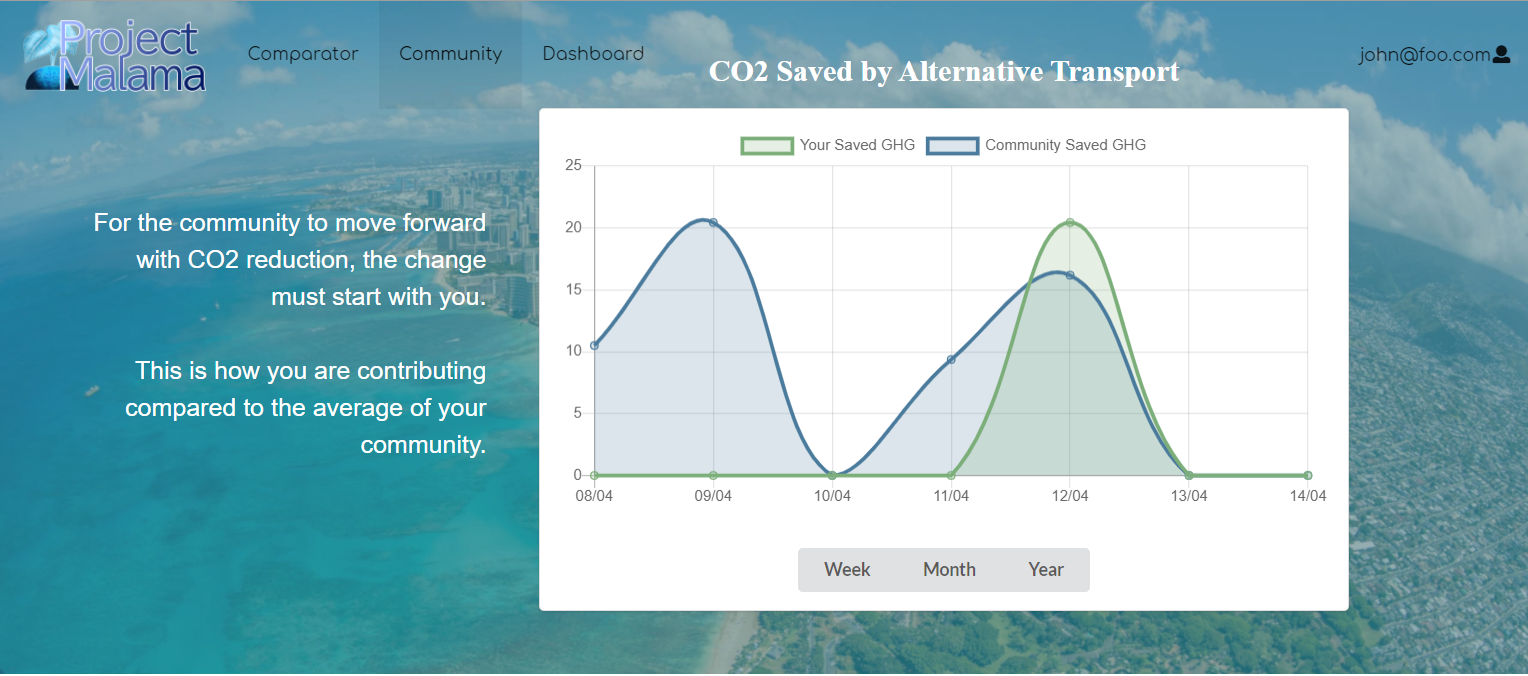 Project
Malama
Comparator
Community
Dashboard
john@foo.com
CO2 Saved by Alternative Transport
For the community to move forward
with CO2 reduction, the change
must start with you.
This is how you are contributing
compared to the average of your
community.
Your Saved GHG
Community Saved GHG
25
20
15
10
5
0
08/04
09/04
10/04
11/04
12/04
13/04
14/04
Week
Month
Year